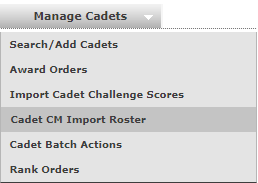 Manage Cadets
Search/Add Cadets
Award Orders
Import Cadet Challenge Scores
Cadet CM Import Roster
Cadet Batch Actions
Rank Orders